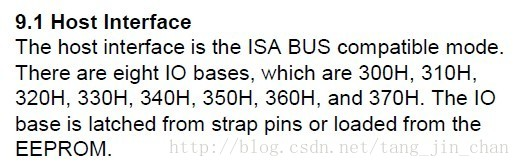 9.1 Host Interface
The host interface is the ISA BUS compatible mode.
There are eight IO bases, which are 300H, 310H,
320H, 330H, 340H, 350H, 360H, and 370H. The IO
base is latched from strap pins or loaded from the
EEPROM.
http://blog.csdn.net/tang_jin_chan